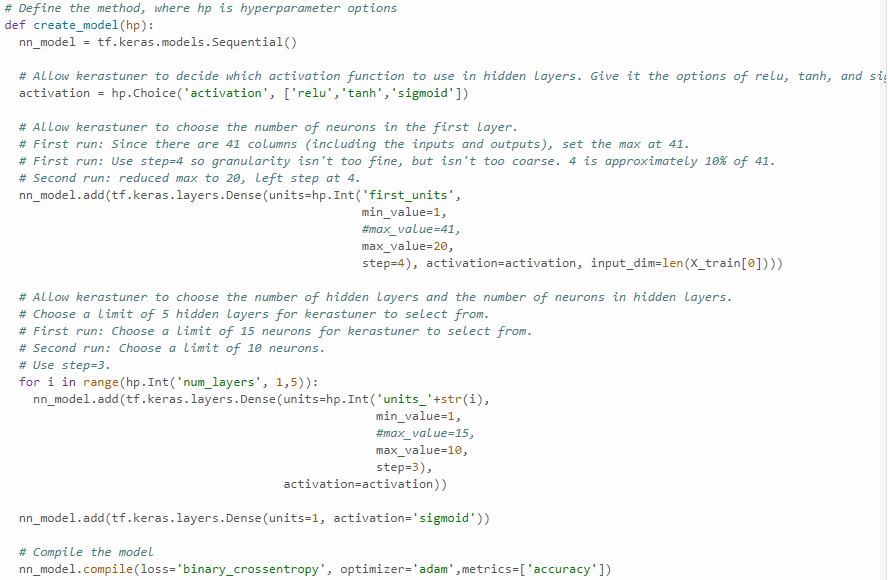 # Define the method, where hp is hyperparameter options
def create_model(hp):
  nn_model = tf.keras.models.Sequential()

  # Allow kerastuner to decide which activation function to use in hidden layers. Give it the options of relu, tanh, and
  activation = hp.Choice('activation', ['relu','tanh','sigmoid'])

  # Allow kerastuner to choose the number of neurons in the first layer.
  # First run: Since there are 41 columns (including the inputs and outputs), set the max at 41.
  # First run: Use step=4 so granularity isn't too fine, but isn't too coarse. 4 is approximately 10% of 41.
  # Second run: reduced max to 20, left step at 4.
  nn_model.add(tf.keras.layers.Dense(units=hp.Int('first_units',
                                                  min_value=1,
                                                  #max_value=41,
                                                  max_value=20,
                                                  step=4), activation=activation, input_dim=len(X_train[0])))

  # Allow kerastuner to choose the number of hidden layers and the number of neurons in hidden layers.
  # Choose a limit of 5 hidden layers for kerastuner to select from.
  # First run: Choose a limit of 15 neurons for kerastuner to select from.
  # Second run: Choose a limit of 10 neurons.
  # Use step=3.
  for i in range(hp.Int('num_layers', 1,5)):
    nn_model.add(tf.keras.layers.Dense(units=hp.Int('units_'+str(i),
                                                    min_value=1,
                                                    #max_value=15,
                                                    max_value=10,
                                                    step=3),
                                       activation=activation))

  nn_model.add(tf.keras.layers.Dense(units=1, activation='sigmoid'))

  # Compile the model
  nn_model.compile(loss='binary_crossentropy', optimizer='adam',metrics=['accuracy'])